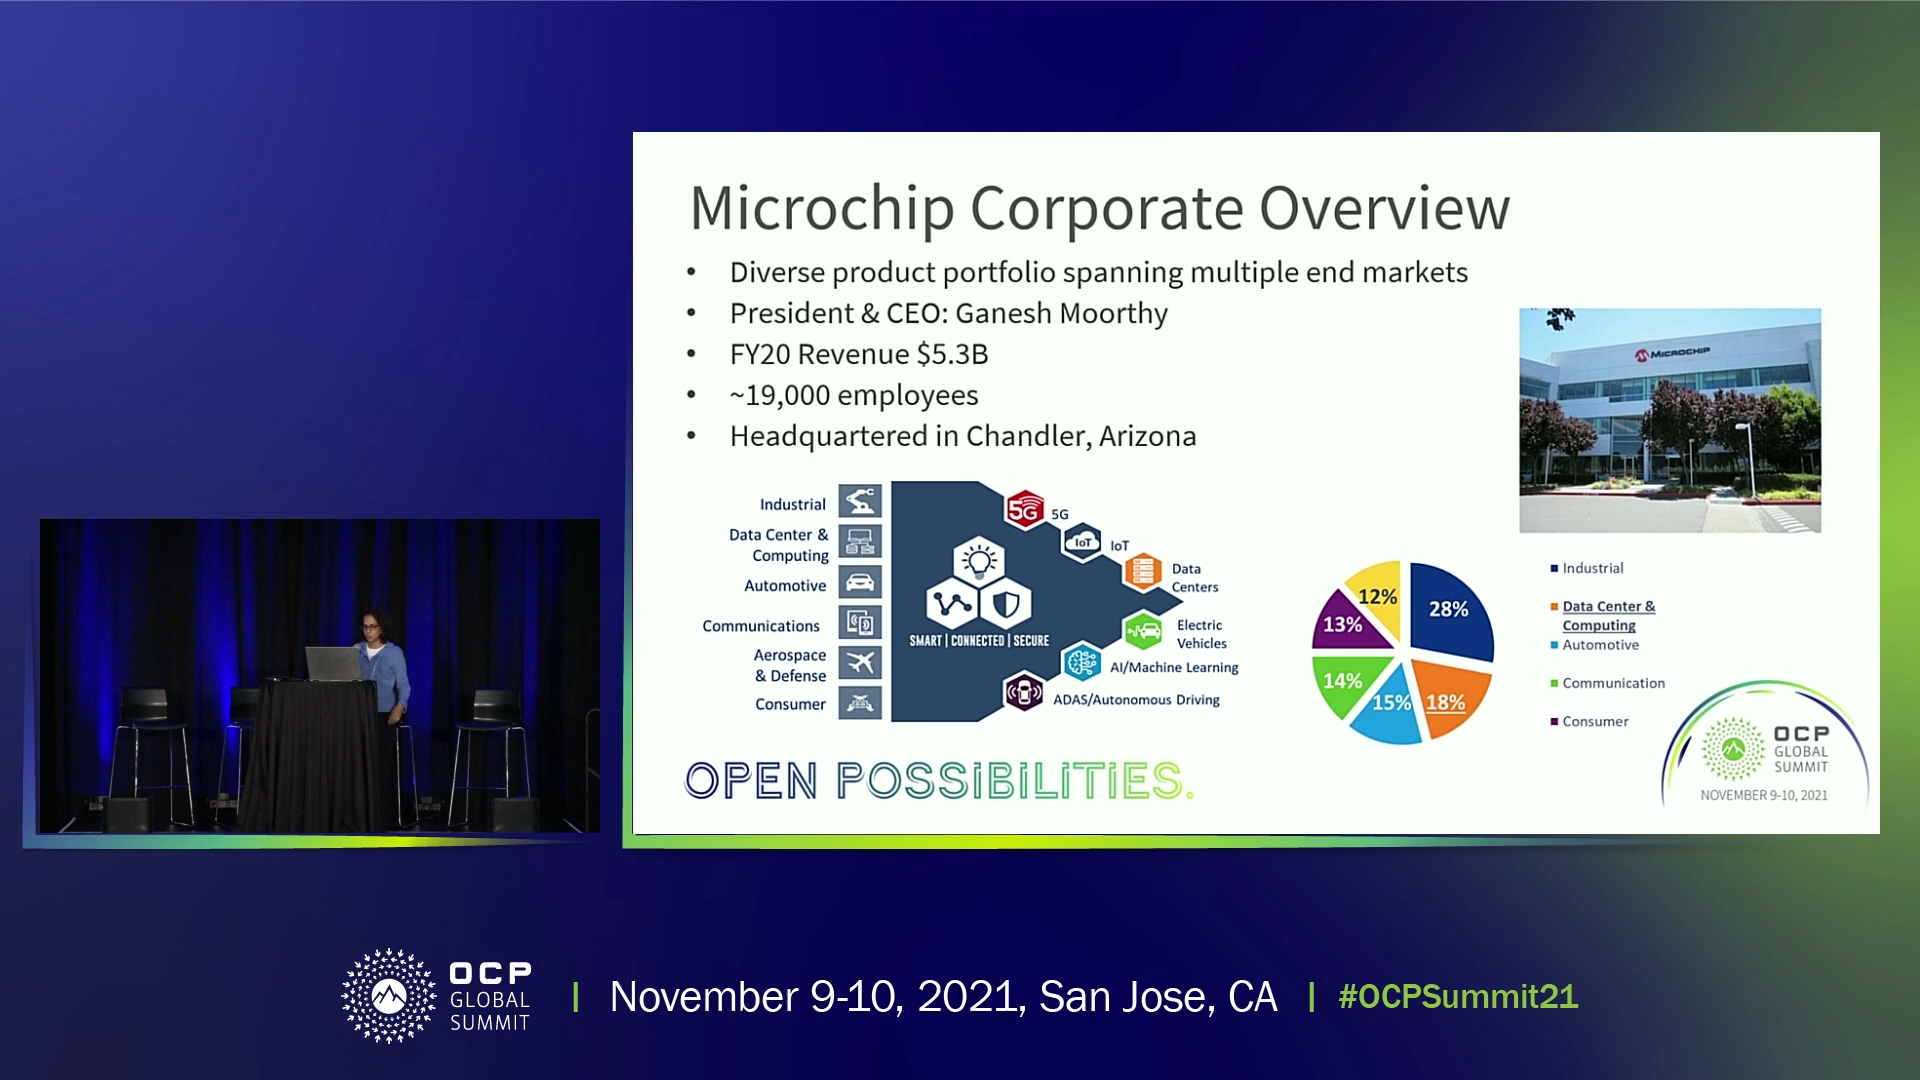 Microchip Corporate Overview
• Diverse product portfolio spanning multiple end markets
• President & CEO: Ganesh Moorthy
• FY20 Revenue $5.3B
• ~19,000 employees
• Headquartered in Chandler, Arizona
MICROCHIP
Industrial
Data Center &
Computing
Automotive
Communications
Aerospace
& Defense
Consumer
SMART | CONNECTED | SECURE
5G
5G
IoT
IoT
Data
Centers
Electric
Vehicles
AI/Machine Learning
ADAS/Autonomous Driving
12%
28%
13%
14%
15%
18%
Industrial
Data Center &
Computing
Automotive
Communication
Consumer
OPEN POSSiBiLiTiES.
OCP
GLOBAL
SUMMIT
NOVEMBER 9-10, 2021
OCP
GLOBAL
SUMMIT
| November 9-10, 2021, San Jose, CA | #OCPSummit21